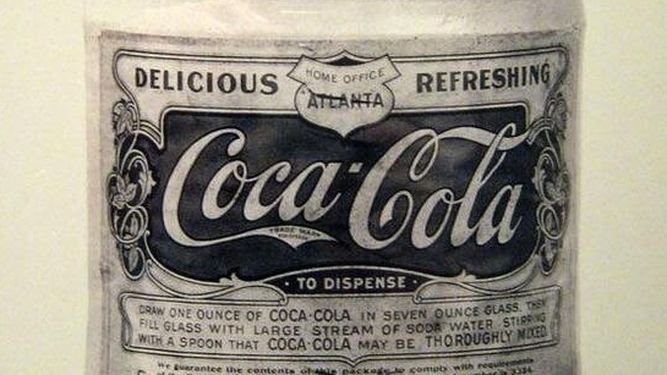 DELICIOUS REFRESHING
HOME OFFICE
ATLANTA
Coca-Cola
TRADE MARK
· TO DISPENSE ·
DRAW ONE OUNCE OF COCA-COLA IN SEVEN OUNCE GLASS. THEN
FILL GLASS WITH LARGE STREAM OF SODA WATER STIRRING
WITH A SPOON THAT COCA-COLA MAY BE THOROUGHLY MIXED
We guarantee the contents of this package to comply with requirements